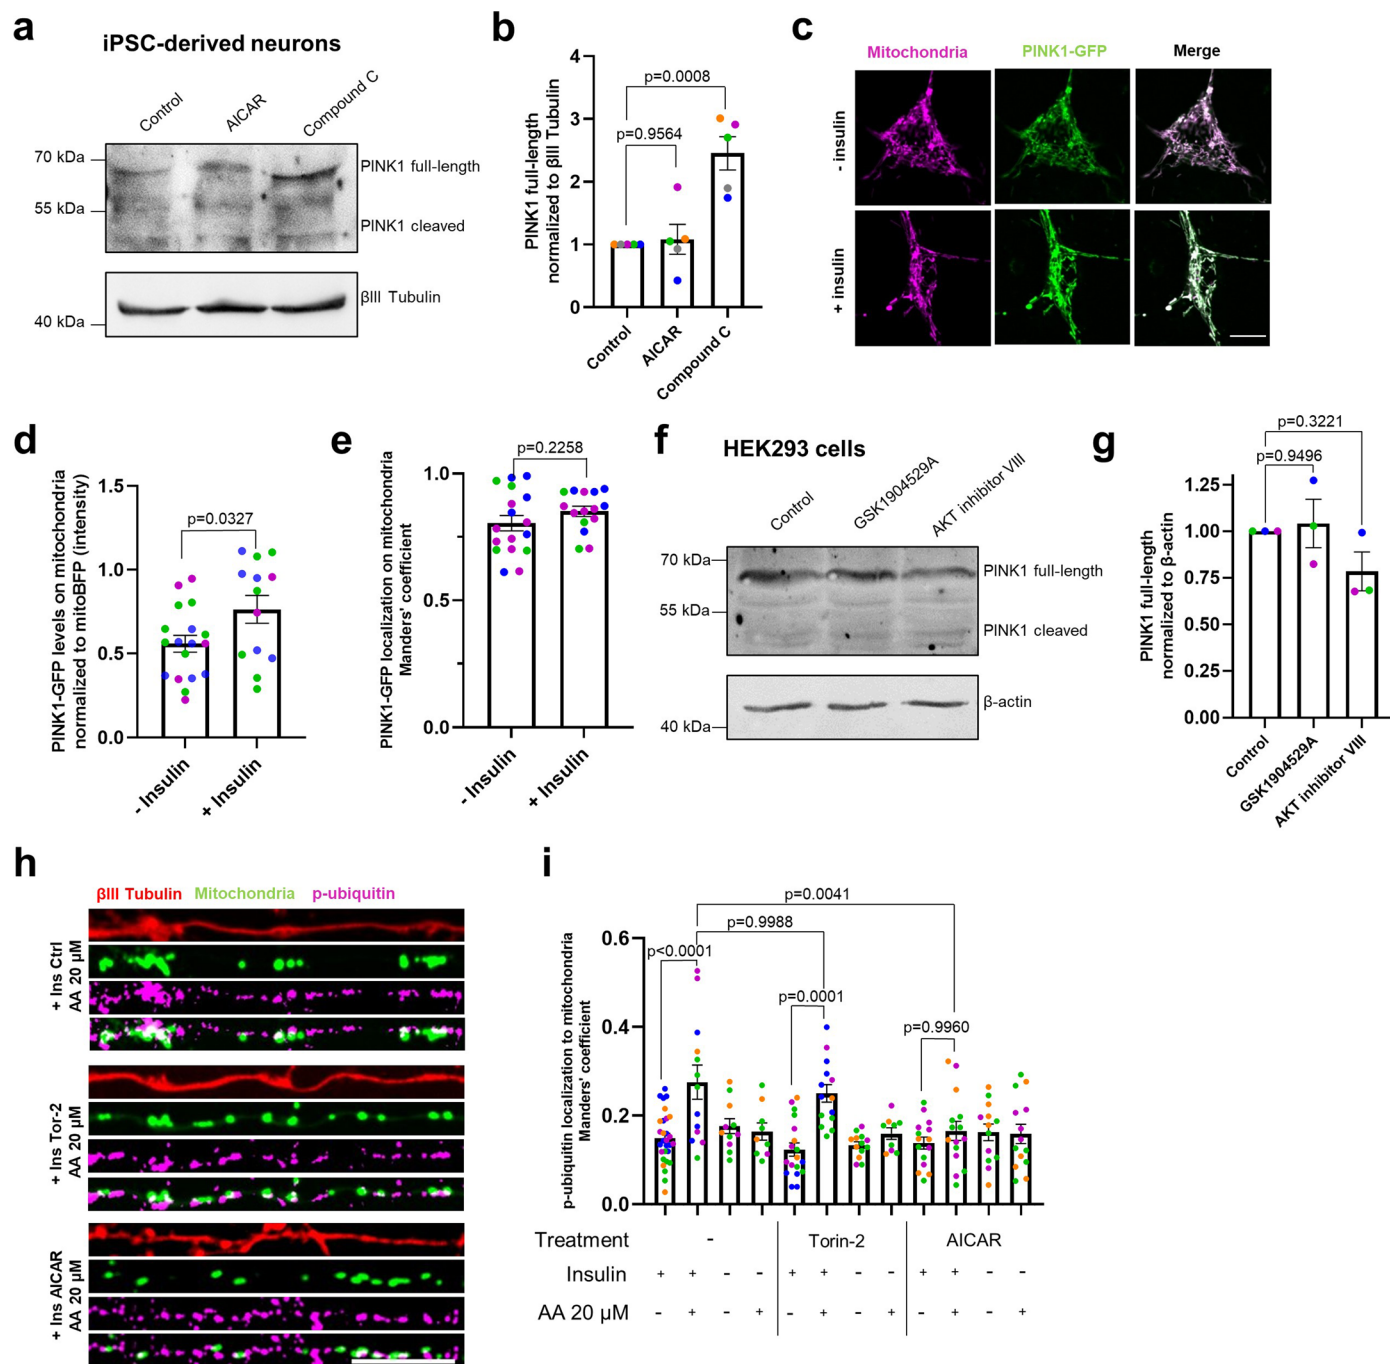 a
iPSC-derived neurons
Control
AICAR
Compound C
70 kDa
55 kDa
40 kDa
PINK1 full-length
PINK1 cleaved
βIII Tubulin
b
PINK1 full-length
normalized to βIII Tubulin
4
3
2
1
0
p=0.0008
p=0.9564
Control
AICAR
Compound C
c
Mitochondria
PINK1-GFP
Merge
- insulin
+ insulin
d
PINK1-GFP levels on mitochondria
normalized to mitoBFP (intensity)
1.5
1.0
0.5
0.0
p=0.0327
- Insulin
+ Insulin
e
PINK1-GFP localization on mitochondria
Manders' coefficient
1.0
0.5
0.0
p=0.2258
- Insulin
+ Insulin
f
HEK293 cells
Control
GSK1904529A
AKT inhibitor VIII
70 kDa
55 kDa
40 kDa
PINK1 full-length
PINK1 cleaved
β-actin
g
PINK1 full-length
normalized to β-actin
1.25
1.00
0.75
0.50
0.25
0.00
p=0.3221
p=0.9496
Control
GSK1904529A
AKT inhibitor VIII
h
βIII Tubulin Mitochondria p-ubiquitin
+ Ins Ctrl
AA 20 μM
+ Ins Tor-2
AA 20 μM
+ Ins AICAR
AA 20 μM
i
p-ubiquitin localization to mitochondria
Manders' coefficient
0.6
0.4
0.2
0.0
p=0.0041
p=0.9988
p<0.0001
p=0.0001
p=0.9960
Treatment - Torin-2 AICAR
Insulin + + - - + + - - + + - -
AA 20 μM - + - + - + - + - + - +